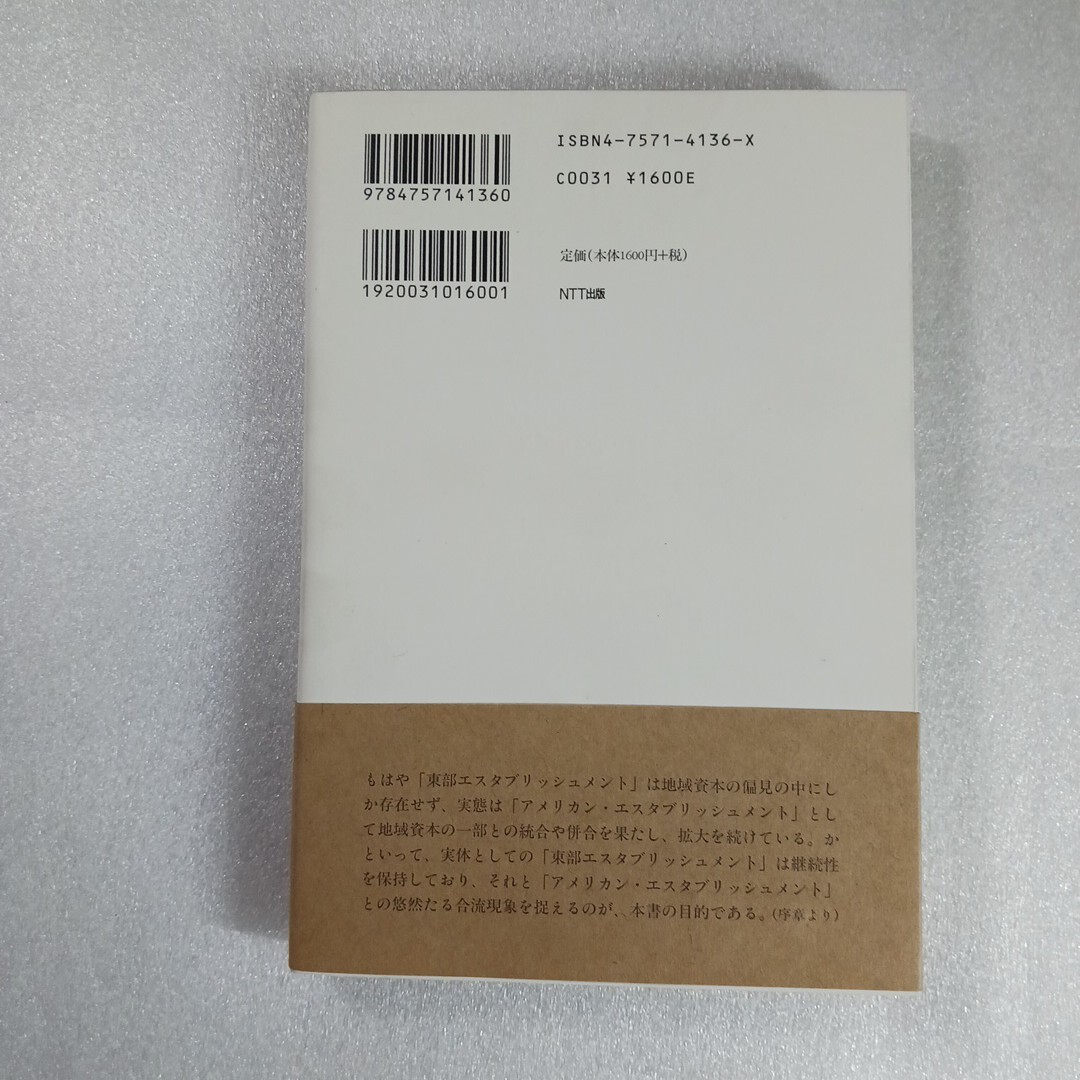 ISBN4-7571-4136-X
9784757141360
C0031 ¥1600E
1920031016001
定価(本体1600円+税)
NTT出版
もはや「東部エスタブリッシュメント」は地域資本の偏見の中にし
か存在せず、実態は「アメリカン・エスタブリッシュメント」とし
て地域資本の一部との統合や併合を果たし、拡大を続けている。か
といって、実体としての「東部エスタブリッシュメント」は継続性
を保持しており、それと「アメリカン・エスタブリッシュメント」
との悠然たる合流現象を捉えるのが、本書の目的である。(序章より)